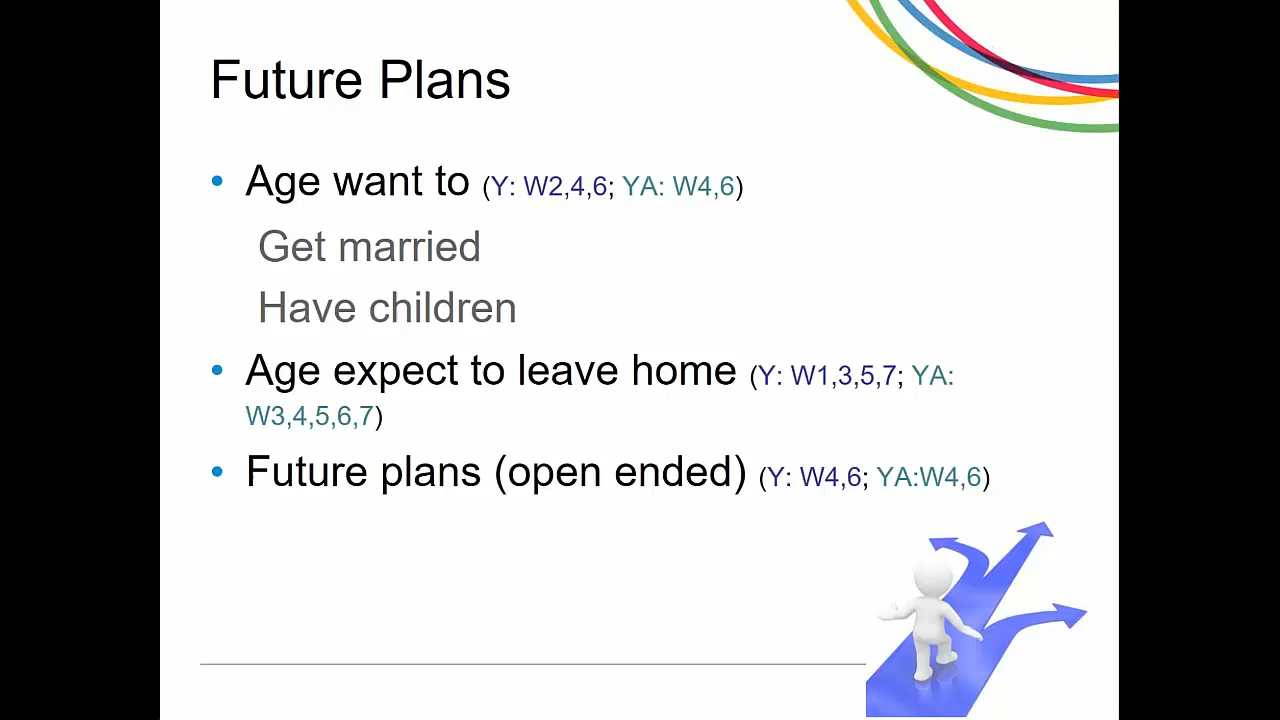 Future Plans
• Age want to (Y: W2,4,6; YA: W4,6)
Get married
Have children
• Age expect to leave home (Y: W1,3,5,7; YA:
W3,4,5,6,7)
• Future plans (open ended) (Y: W4,6; YA:W4,6)